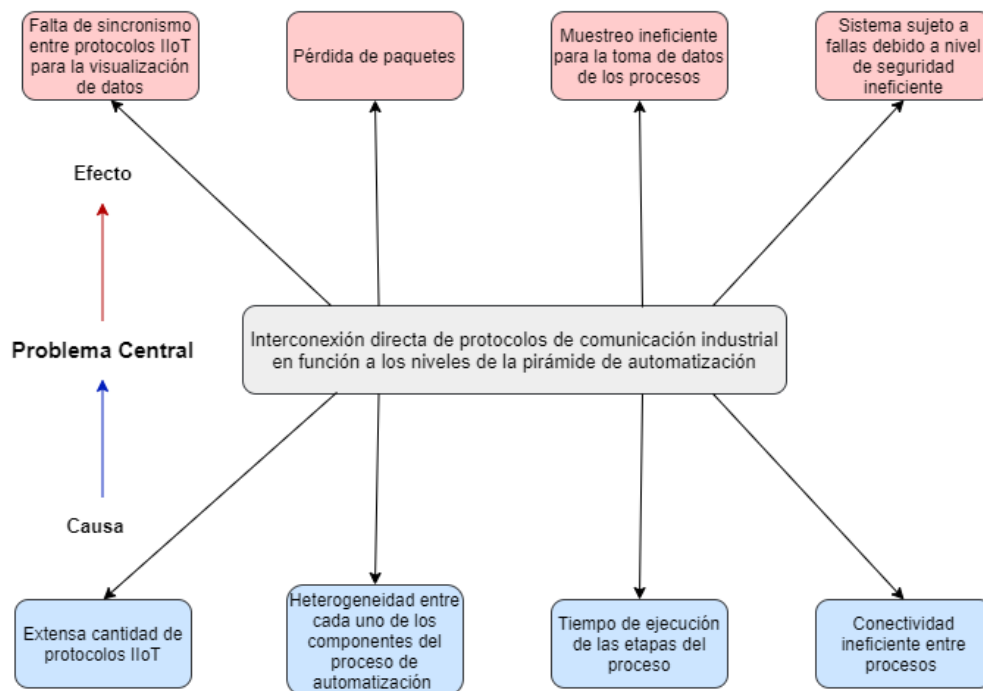 Falta de sincronismo
entre protocolos IIoT
para la visualización
de datos
Pérdida de paquetes
Muestreo ineficiente
para la toma de datos
de los procesos
Sistema sujeto a
fallas debido a nivel
de seguridad
ineficiente
Efecto
Problema Central
Causa
Interconexión directa de protocolos de comunicación industrial
en función a los niveles de la pirámide de automatización
Extensa cantidad de
protocolos IIoT
Heterogeneidad entre
cada uno de los
componentes del
proceso de
automatización
Tiempo de ejecución
de las etapas del
proceso
Conectividad
ineficiente entre
procesos